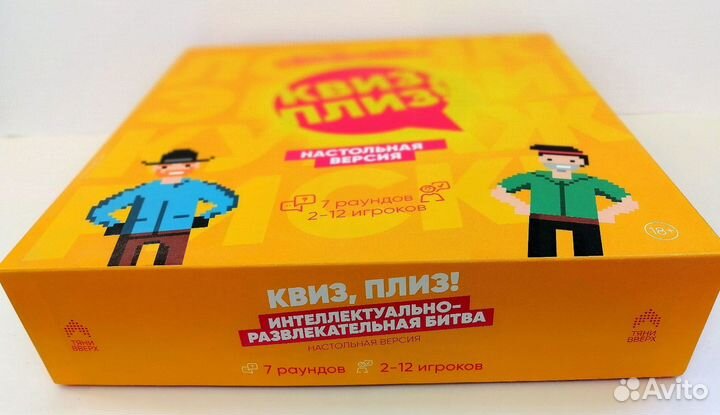 КВИЗ
ПЛИЗ
НАСТОЛЬНАЯ
ВЕРСИЯ
7 раундов
2-12 игроков
18+
КВИЗ, ПЛИЗ!
ИНТЕЛЛЕКТУАЛЬНО-
РАЗВЛЕКАТЕЛЬНАЯ БИТВА
НАСТОЛЬНАЯ ВЕРСИЯ
7 раундов 2-12 игроков
ТЯНИ
ВВЕРХ
ТЯНИ
ВВЕРХ
Avito